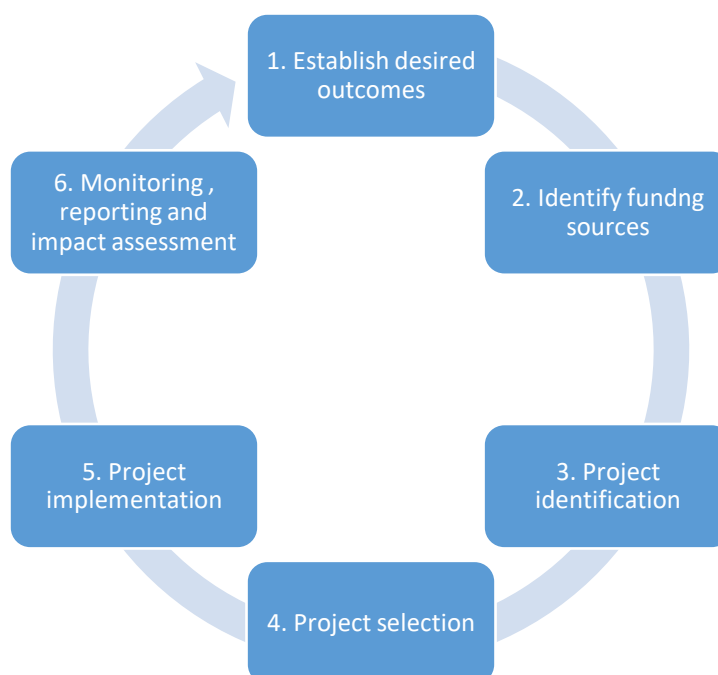 1. Establish desired
outcomes
2. Identify fundng
sources
3. Project
identification
4. Project selection
5. Project
implementation
6. Monitoring ,
reporting and
impact assessment